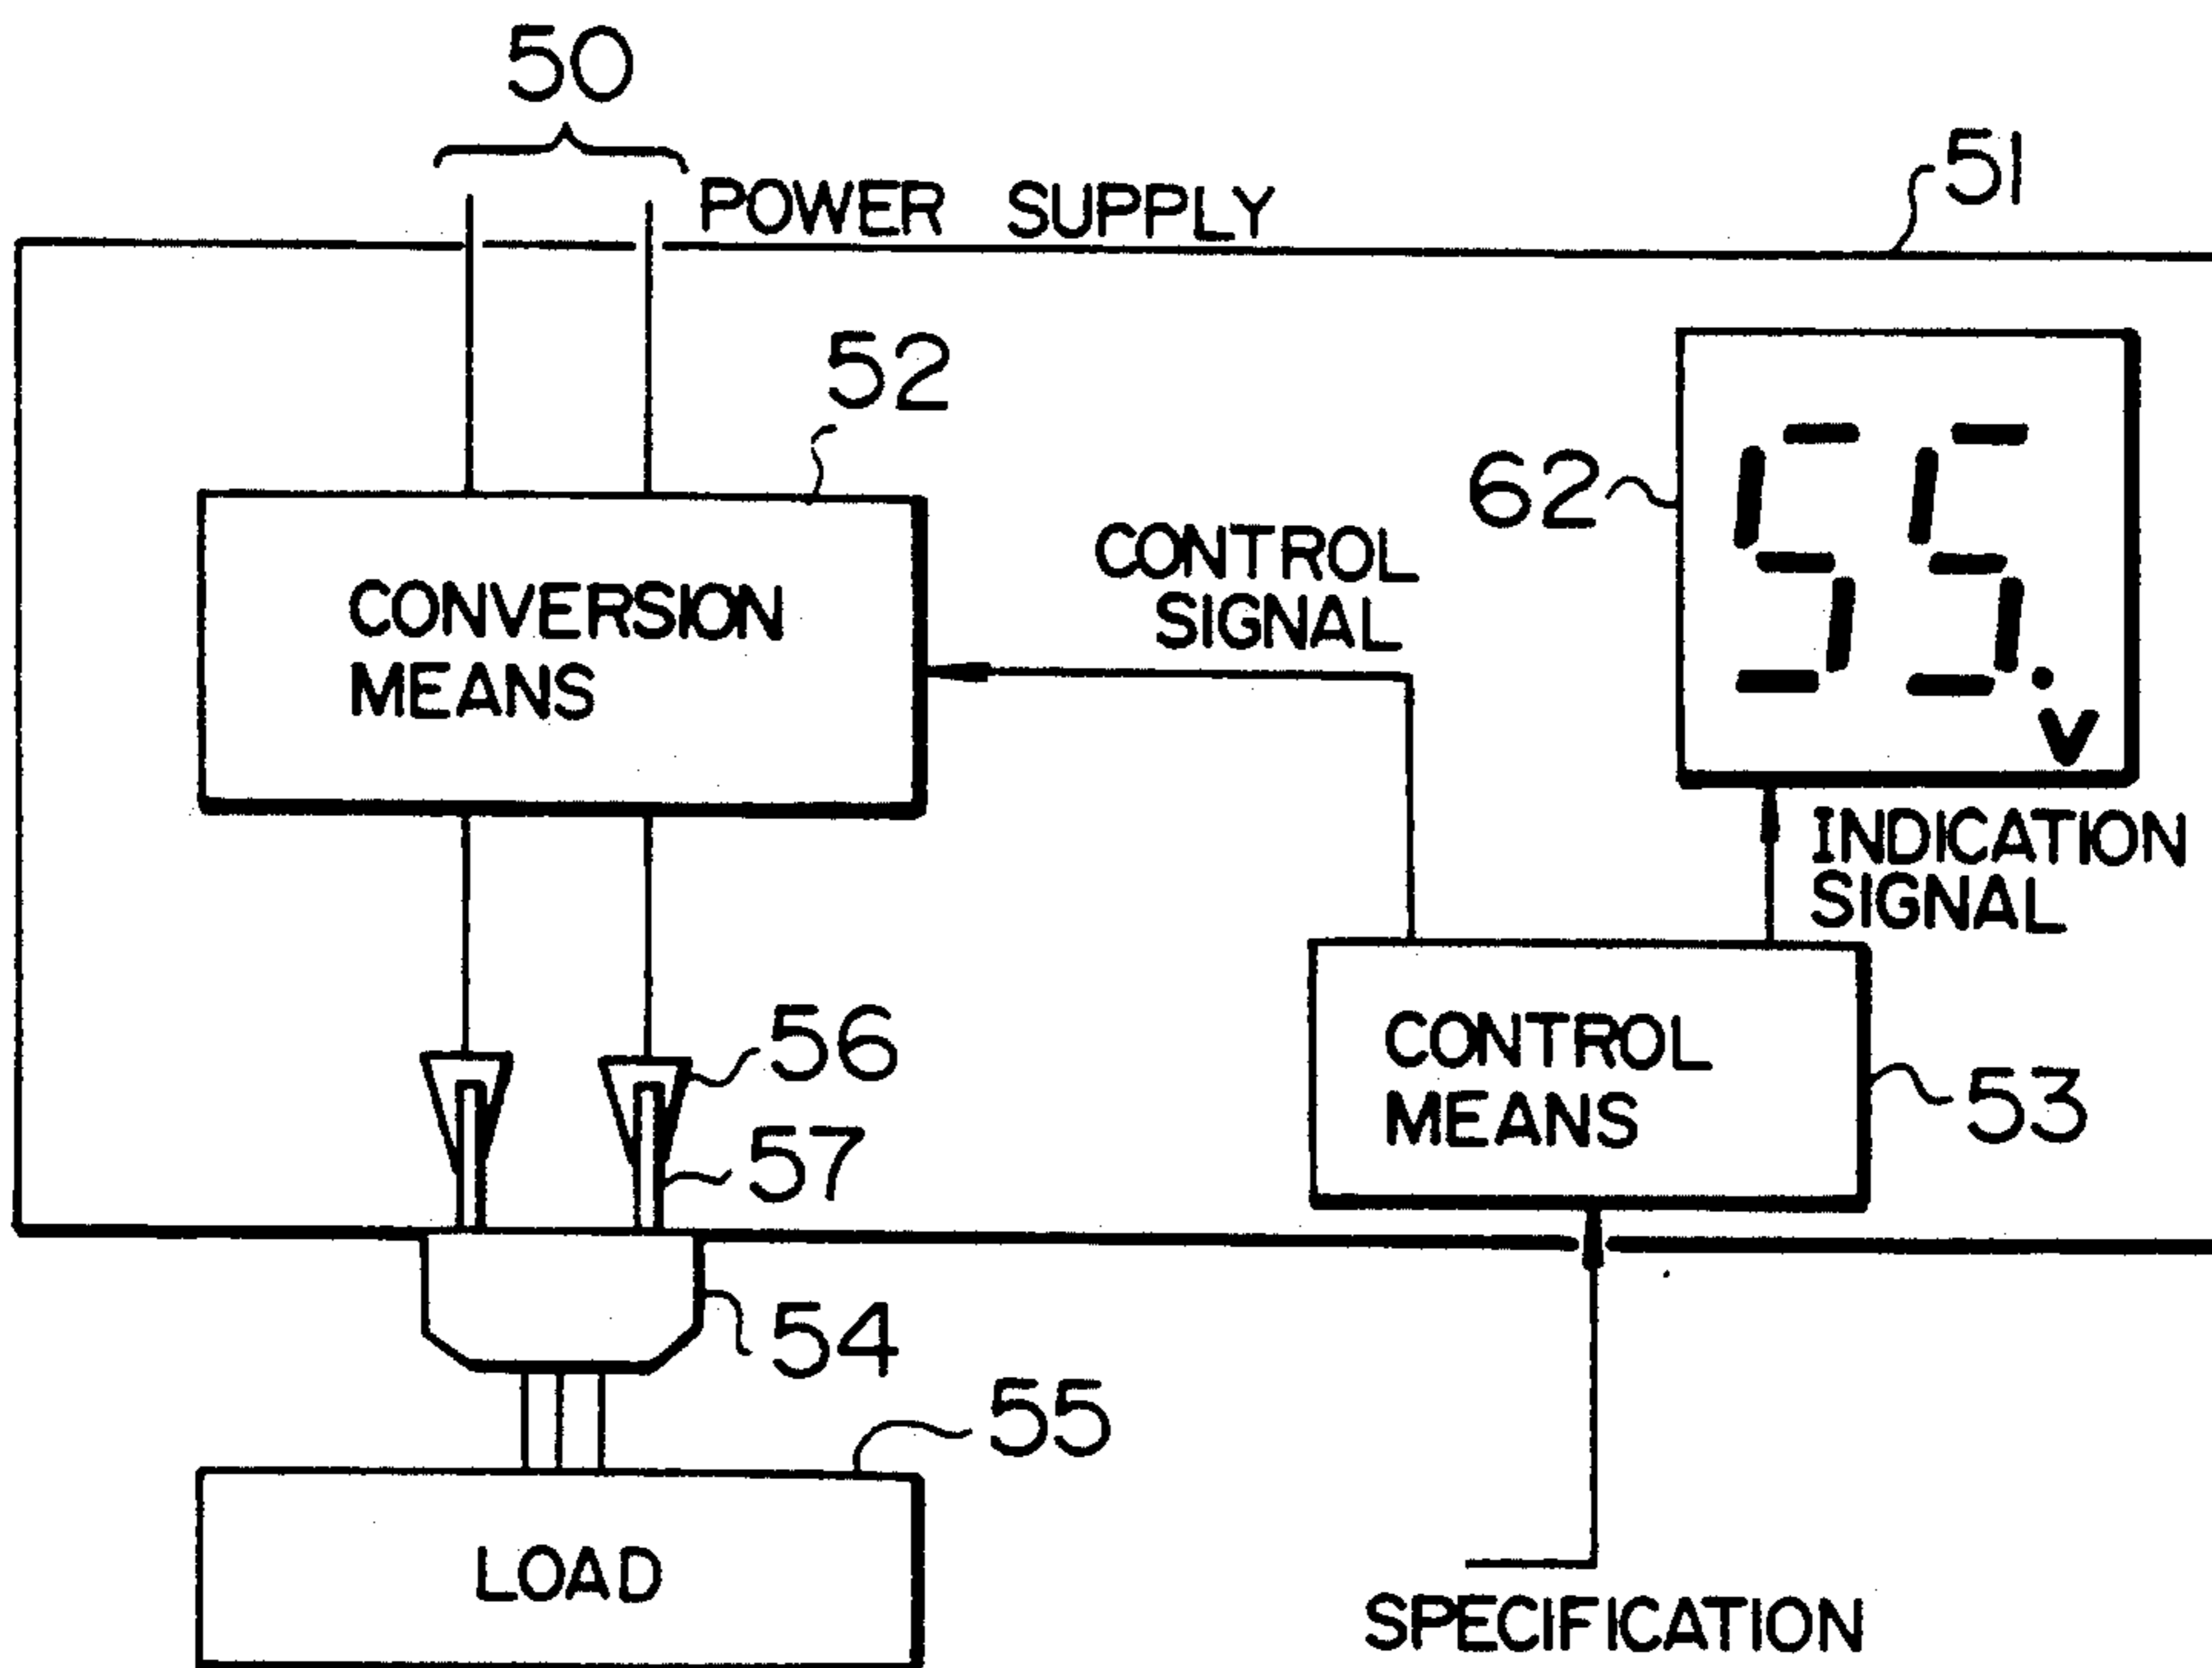 50
POWER SUPPLY
51
52
62
55.
V
CONVERSION
MEANS
CONTROL
SIGNAL
INDICATION
SIGNAL
56
57
CONTROL
MEANS
53
54
55
LOAD
SPECIFICATION